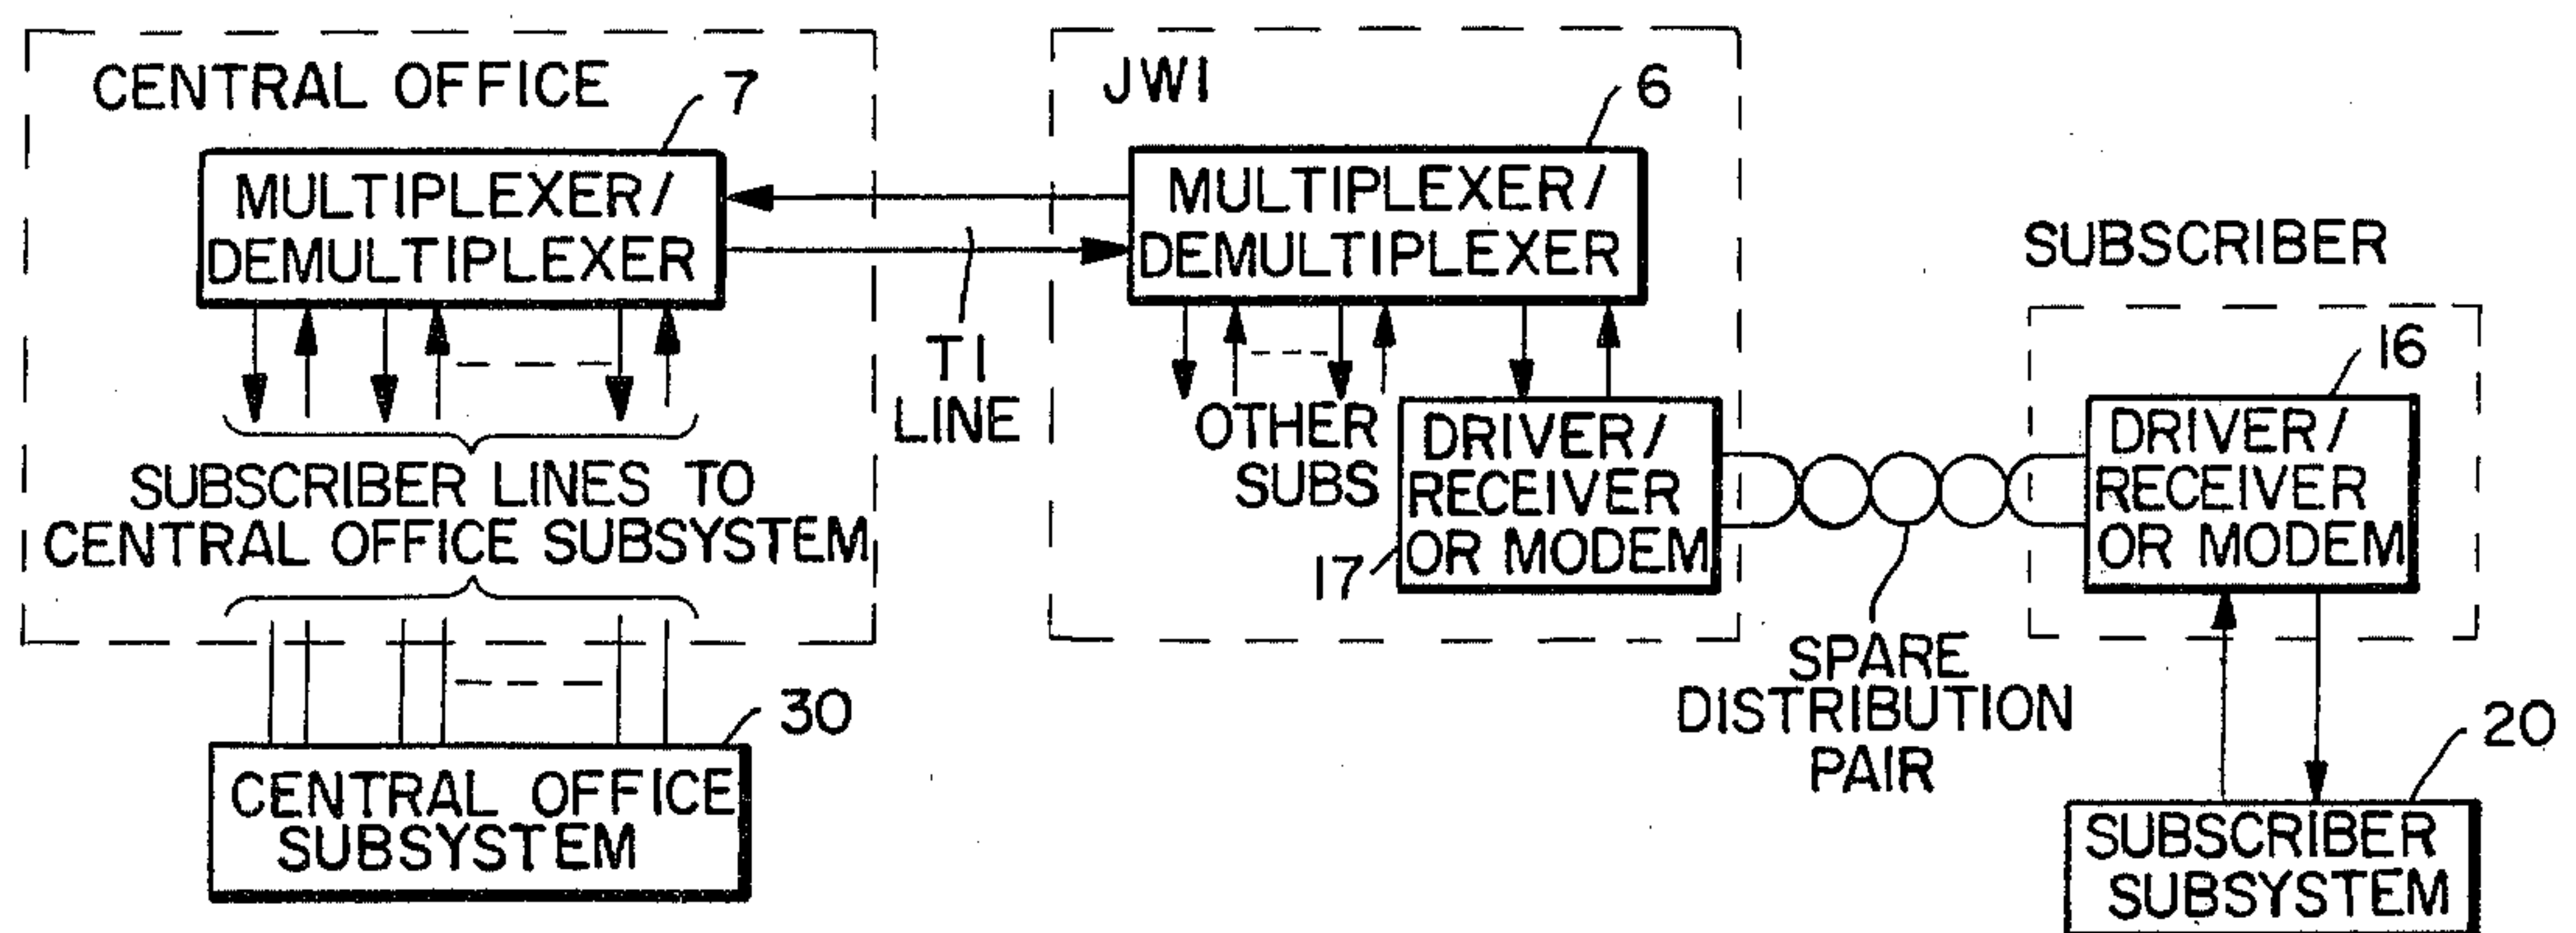 CENTRAL OFFICE
7
MULTIPLEXER/
DEMULTIPLEXER
SUBSCRIBER LINES TO
CENTRAL OFFICE SUBSYSTEM
30
CENTRAL OFFICE
SUBSYSTEM
T1
LINE
JWI
6
MULTIPLEXER/
DEMULTIPLEXER
OTHER
SUBS
DRIVER/
RECEIVER
OR MODEM
17
SPARE
DISTRIBUTION
PAIR
SUBSCRIBER
16
DRIVER/
RECEIVER
OR MODEM
20
SUBSCRIBER
SUBSYSTEM